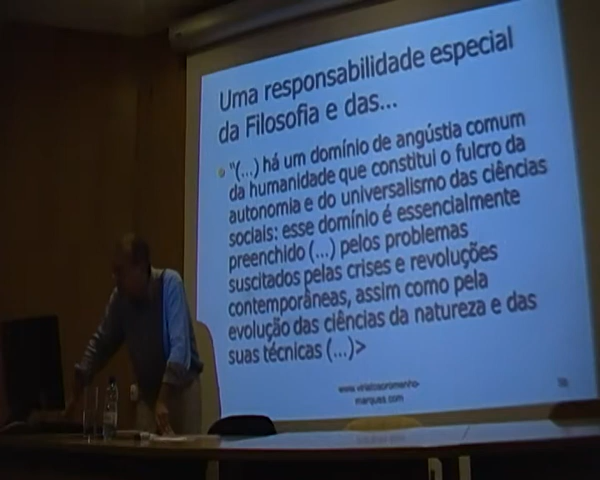 Uma responsabilidade especial
da Filosofia e das...
"(...) há um domínio de angústia comum
da humanidade que constitui o fulcro da
autonomia e do universalismo das ciências
sociais: esse domínio é essencialmente
preenchido (...) pelos problemas
suscitados pelas crises e revoluções
contemporâneas, assim como pela
evolução das ciências da natureza e das
suas técnicas (...)>
www.viriatosoromenho-
marques.com